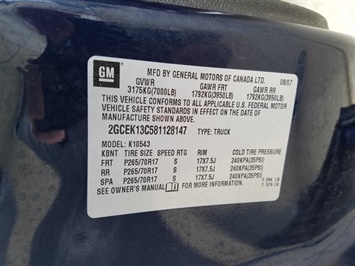 GM
MFD. BY GENERAL MOTORS OF CANADA LTD. 08/07
GVWR GAWR FRT GAWR RR
3175KG(7000LB) 1792KG(3950LB) 1792KG(3950LB)
THIS VEHICLE CONFORMS TO ALL APPLICABLE U.S. FEDERAL MOTOR
VEHICLE SAFETY STANDARDS IN EFFECT ON THE DATE OF
MANUFACTURE SHOWN ABOVE.
2GCEK13C581128147 TYPE: TRUCK
MODEL: K10543
KBNT TIRE SIZE SPEED RTG RIM COLD TIRE PRESSURE
FRT P265/70R17 S 17X7.5J 240KPA(35PSI)
RR P265/70R17 S 17X7.5J 240KPA(35PSI)
SPA P265/70R17 S 17X7.5J 240KPA(35PSI)
SEE OWNER'S MANUAL FOR ADDITIONAL INFORMATION